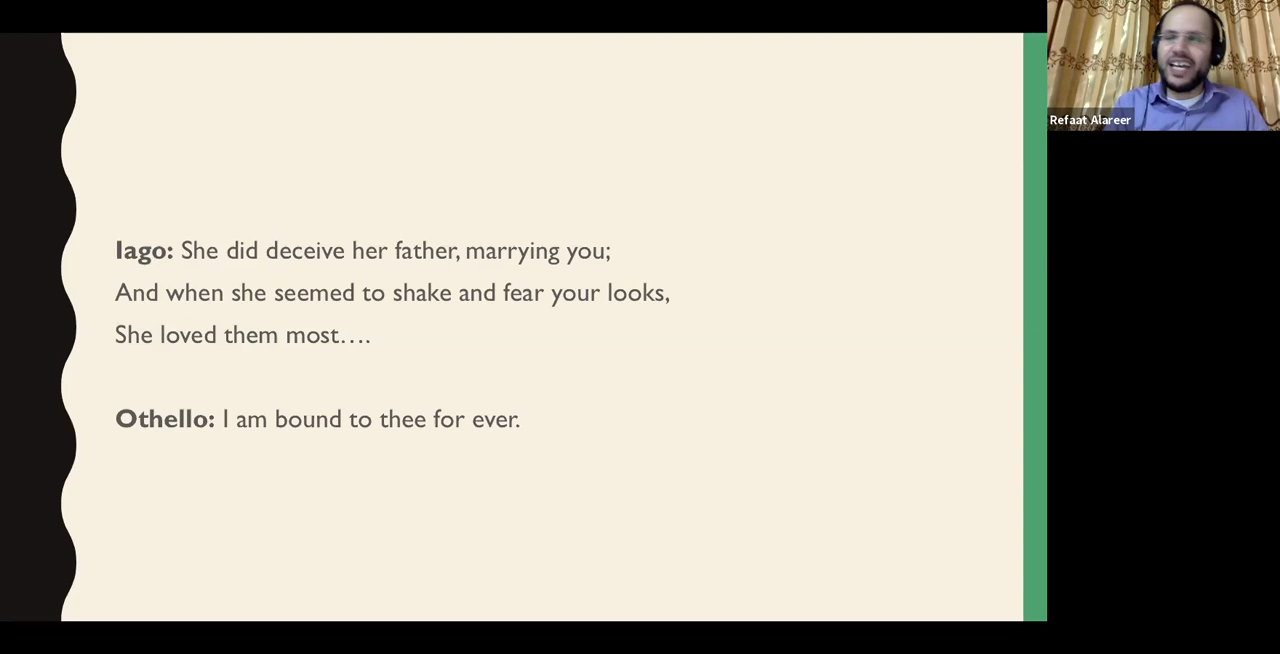 Iago: She did deceive her father, marrying you;
And when she seemed to shake and fear your looks,
She loved them most….
Othello: I am bound to thee for ever.
Refaat Alareer